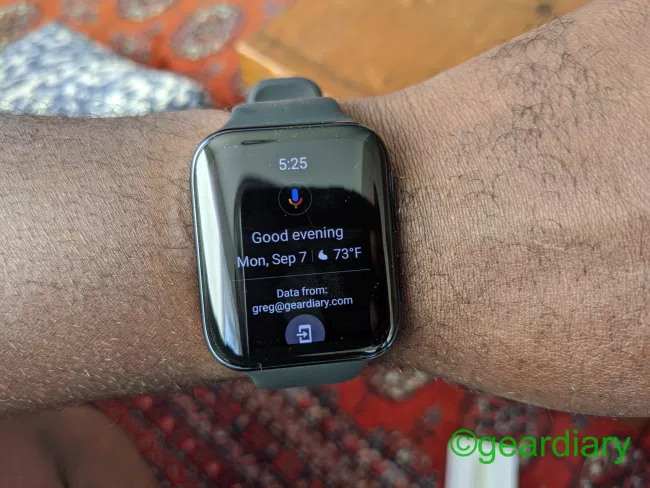 5:25
Good evening
Mon, Sep 7 | 73°F
Data from:
greg@geardiary.com
©geardiary